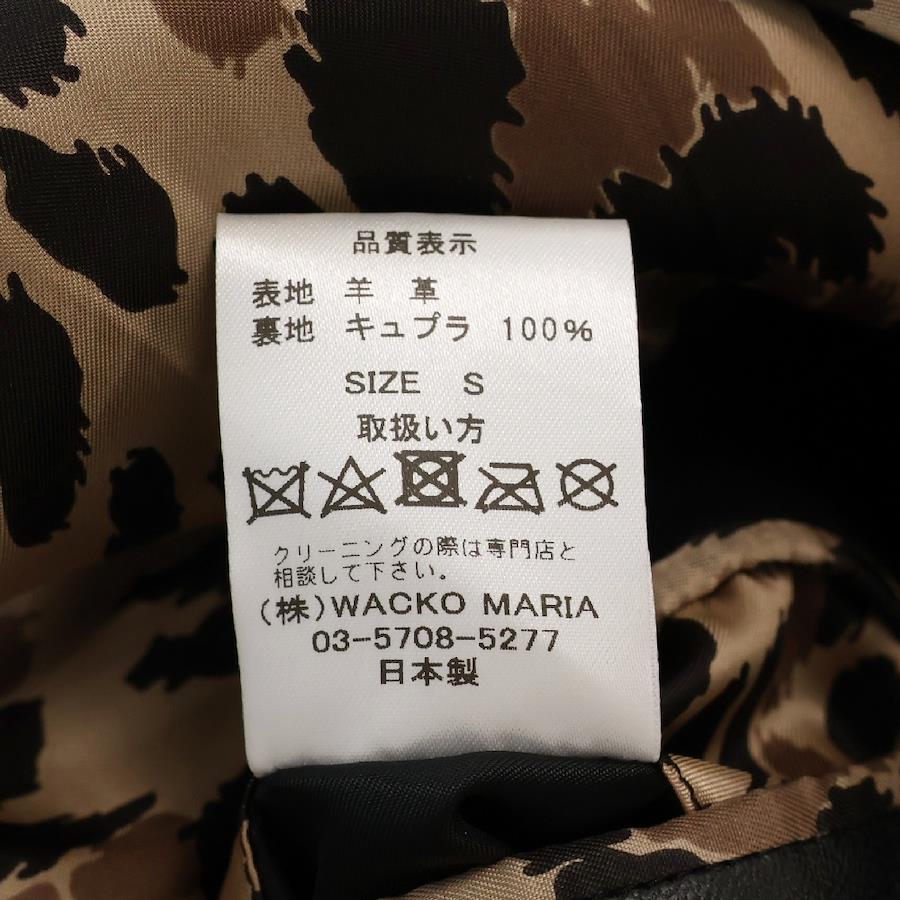 品質表示
表地 羊 革
裏地 キュプラ 100%
SIZE S
取扱い方
クリーニングの際は専門店と
相談して下さい。
(株)WACKO MARIA
03-5708-5277
日本製